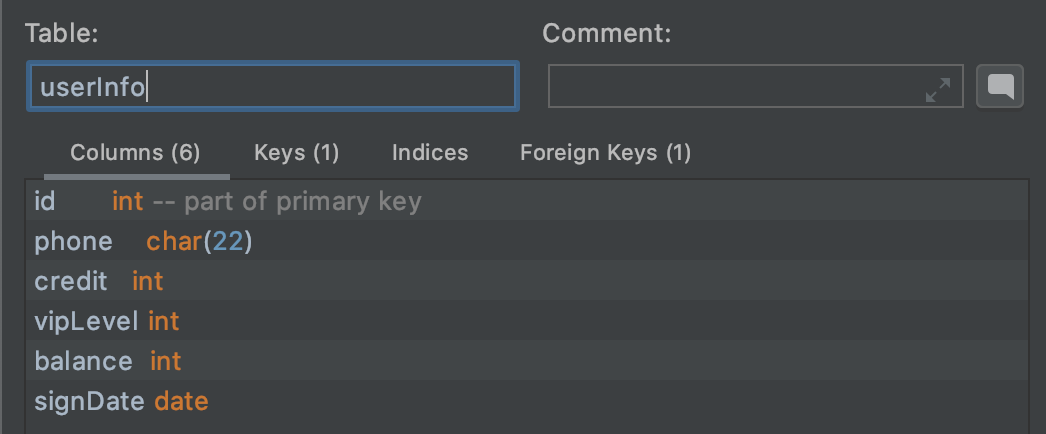 Table:
Comment:
userInfo
Columns (6)
Keys (1)
Indices
Foreign Keys (1)
id int -- part of primary key
phone char(22)
credit int
vipLevel int
balance int
signDate date